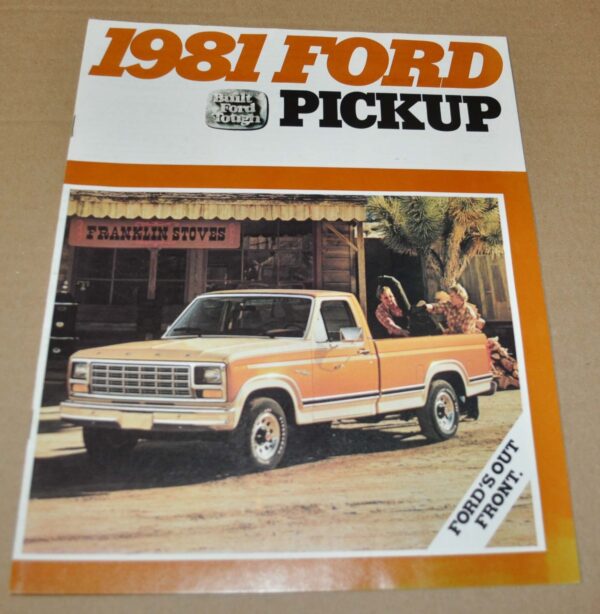 1981 FORD
Built
Ford
Tough
PICKUP
FRANKLIN STOVES
FORD'S OUT
FRONT.